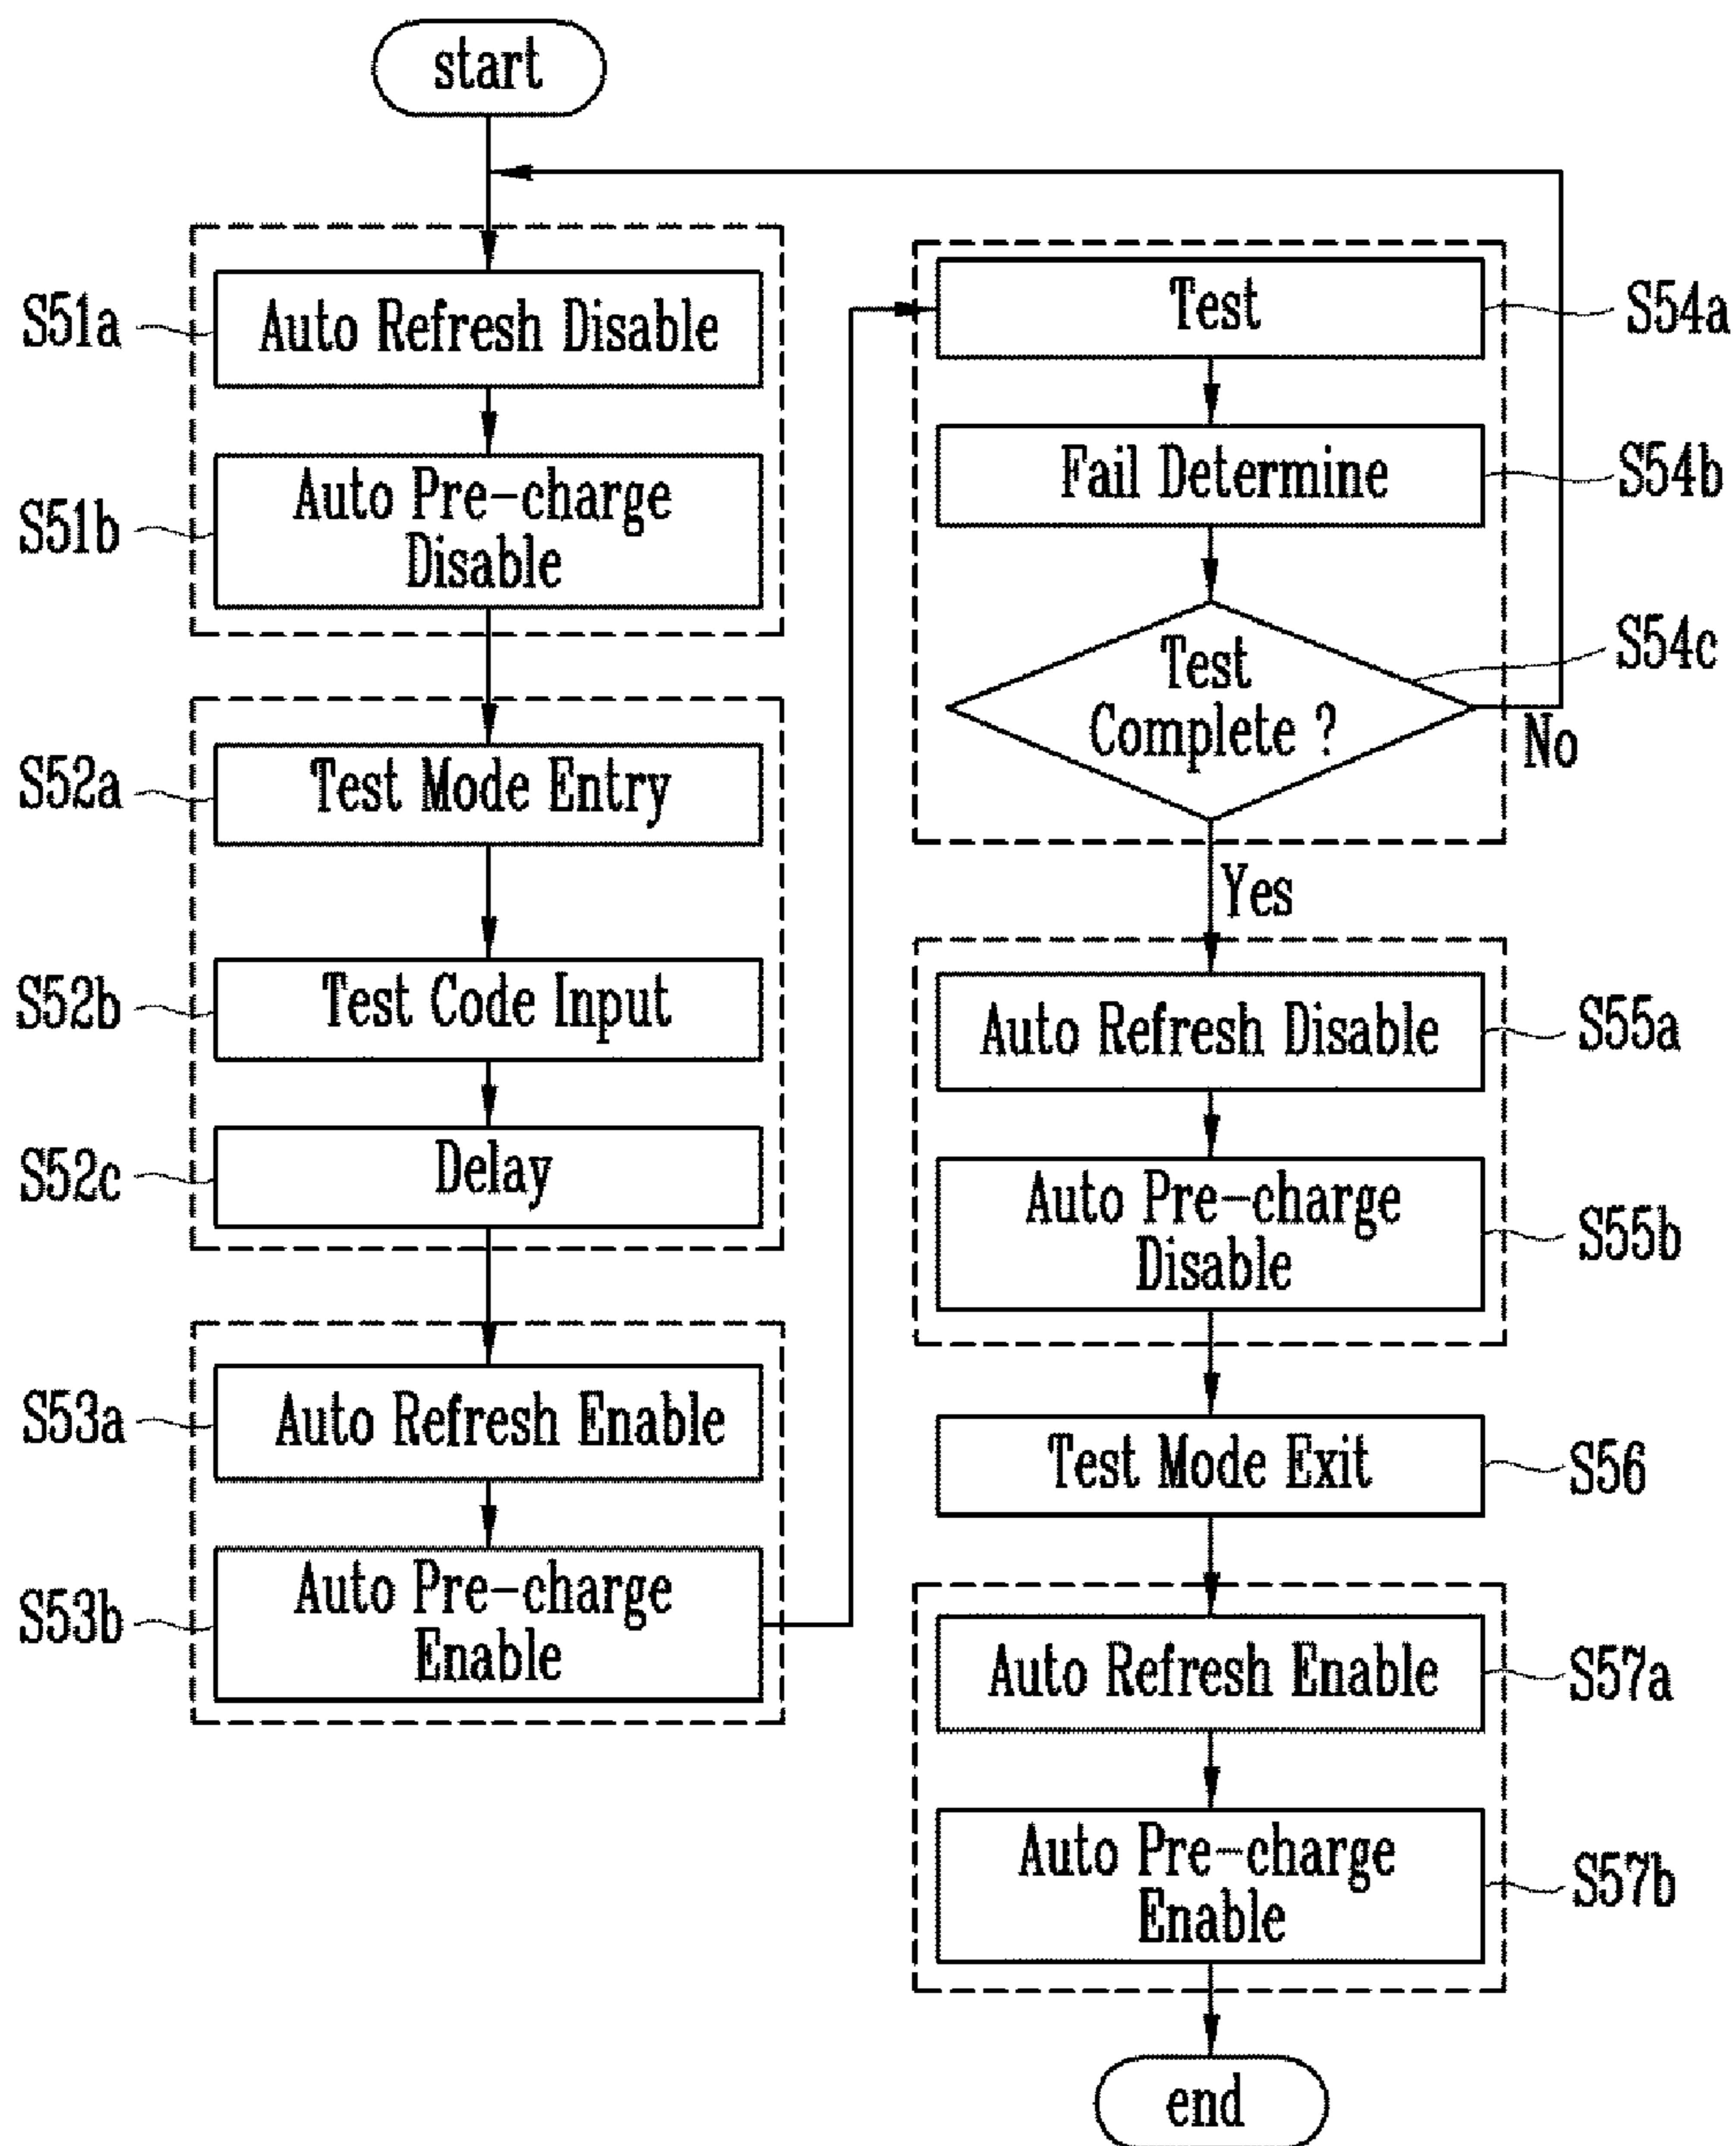 start
S51a
Auto Refresh Disable
S51b
Auto Pre-charge
Disable
S52a
Test Mode Entry
S52b
Test Code Input
S52c
Delay
S53a
Auto Refresh Enable
S53b
Auto Pre-charge
Enable
Test
S54a
Fail Determine
S54b
Test
Complete ?
S54c
No
Yes
Auto Refresh Disable
S55a
Auto Pre-charge
Disable
S55b
Test Mode Exit
S56
Auto Refresh Enable
S57a
Auto Pre-charge
Enable
S57b
end